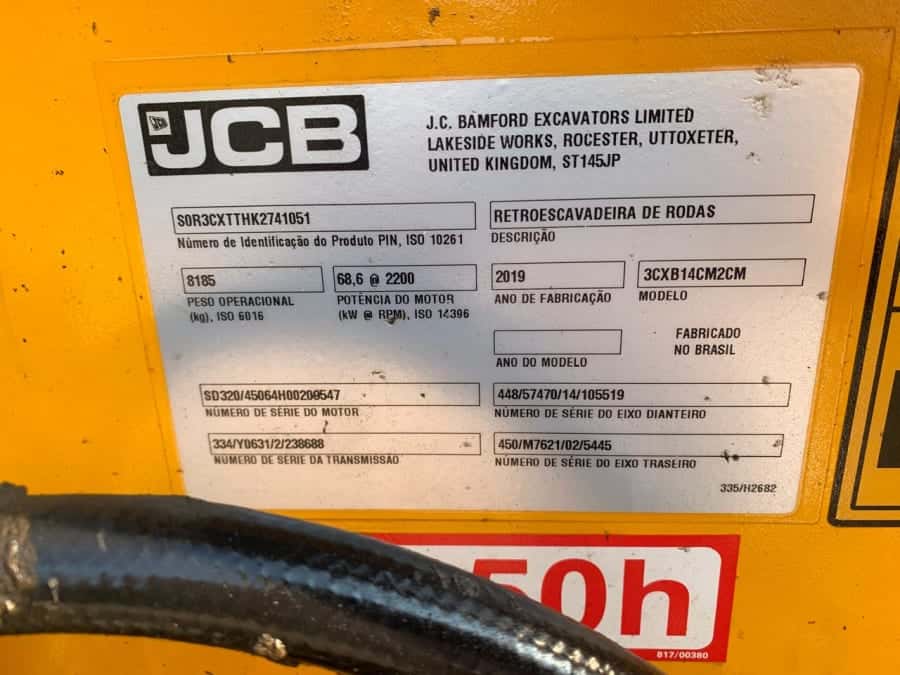 JCB
J.C. BAMFORD EXCAVATORS LIMITED
LAKESIDE WORKS, ROCESTER, UTTOXETER,
UNITED KINGDOM, ST145JP
S0R3CXTTHK2741051
Número de Identificação do Produto PIN, ISO 10261
RETROESCAVADEIRA DE RODAS
DESCRIÇÃO
8185
PESO OPERACIONAL
(kg), ISO 6016
68,6 @ 2200
POTÊNCIA DO MOTOR
(kW @ RPM), ISO 14396
2019
ANO DE FABRICAÇÃO
3CXB14CM2CM
MODELO
ANO DO MODELO
FABRICADO
NO BRASIL
SD320/45064H00209547
NÚMERO DE SÉRIE DO MOTOR
448/57470/14/105519
NÚMERO DE SÉRIE DO EIXO DIANTEIRO
334/Y0631/2/238688
NÚMERO DE SÉRIE DA TRANSMISSÃO
450/M7621/02/5445
NÚMERO DE SÉRIE DO EIXO TRASEIRO
335/H2682
50h
817/00380